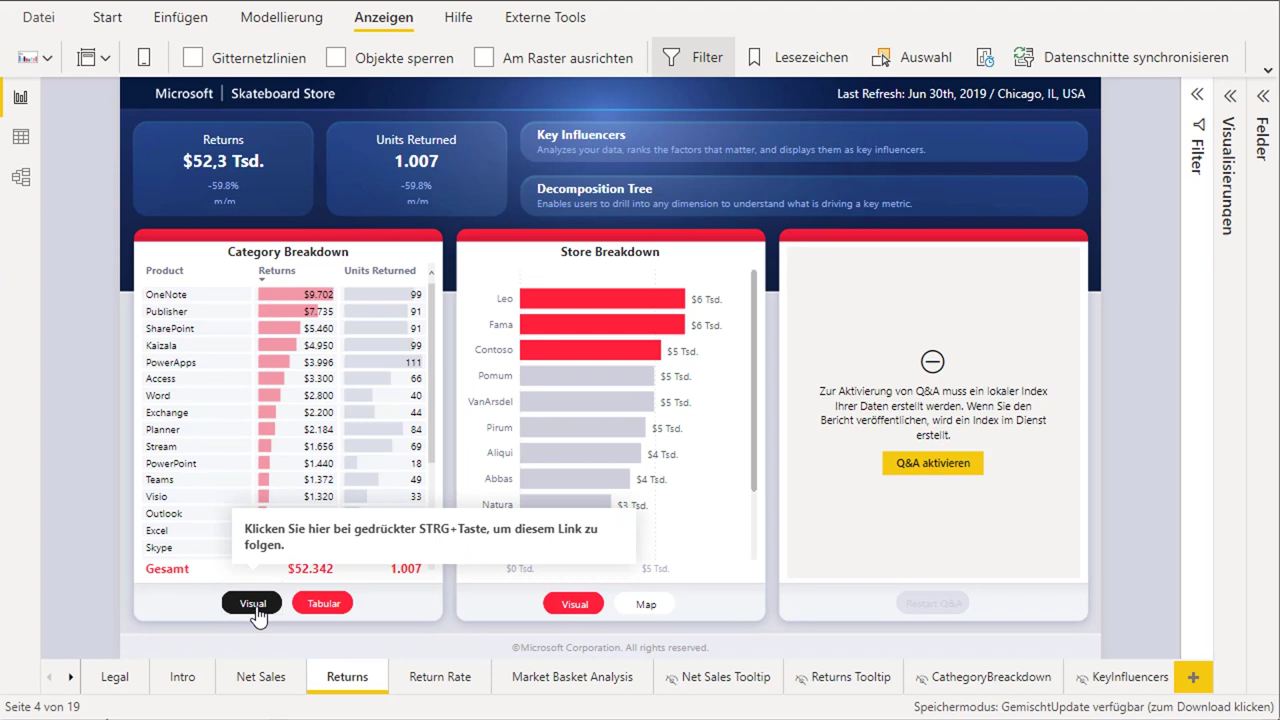 Datei Start Einfügen Modellierung Anzeigen Hilfe Externe Tools
Gitternetzlinien Objekte sperren Am Raster ausrichten Filter Lesezeichen Auswahl Datenschnitte synchronisieren
Microsoft | Skateboard Store
Last Refresh: Jun 30th, 2019 / Chicago, IL, USA
Returns
$52,3 Tsd.
-59.8%
m/m
Units Returned
1.007
-59.8%
m/m
Key Influencers
Analyzes your data, ranks the factors that matter, and displays them as key influencers.
Decomposition Tree
Enables users to drill into any dimension to understand what is driving a key metric.
Filter
Visualisierungen
Felder
Category Breakdown
Product Returns Units Returned
OneNote $9.702 99
Publisher $7.735 91
SharePoint $5.460 91
Kaizala $4.950 99
PowerApps $3.996 111
Access $3.300 66
Word $2.800 40
Exchange $2.200 44
Planner $2.184 84
Stream $1.656 69
PowerPoint $1.440 18
Teams $1.372 49
Visio $1.320 33
Outlook
Excel
Skype
Gesamt $52.342 1.007
Klicken Sie hier bei gedrückter STRG+Taste, um diesem Link zu
folgen.
Visual Tabular
Store Breakdown
Leo $6 Tsd.
Fama $6 Tsd.
Contoso $5 Tsd.
Pomum $5 Tsd.
VanArsdel $5 Tsd.
Pirum $5 Tsd.
Aliqui $4 Tsd.
Abbas $4 Tsd.
Natura $3 Tsd.
$0 Tsd. $5 Tsd.
Visual Map
Zur Aktivierung von Q&A muss ein lokaler Index
Ihrer Daten erstellt werden. Wenn Sie den
Bericht veröffentlichen, wird ein Index im Dienst
erstellt.
Q&A aktivieren
Restart Q&A
©Microsoft Corporation. All rights reserved.
Legal Intro Net Sales Returns Return Rate Market Basket Analysis Net Sales Tooltip Returns Tooltip CathegoryBreakdown KeyInfluencers +
Seite 4 von 19
Speichermodus: GemischtUpdate verfügbar (zum Download klicken)